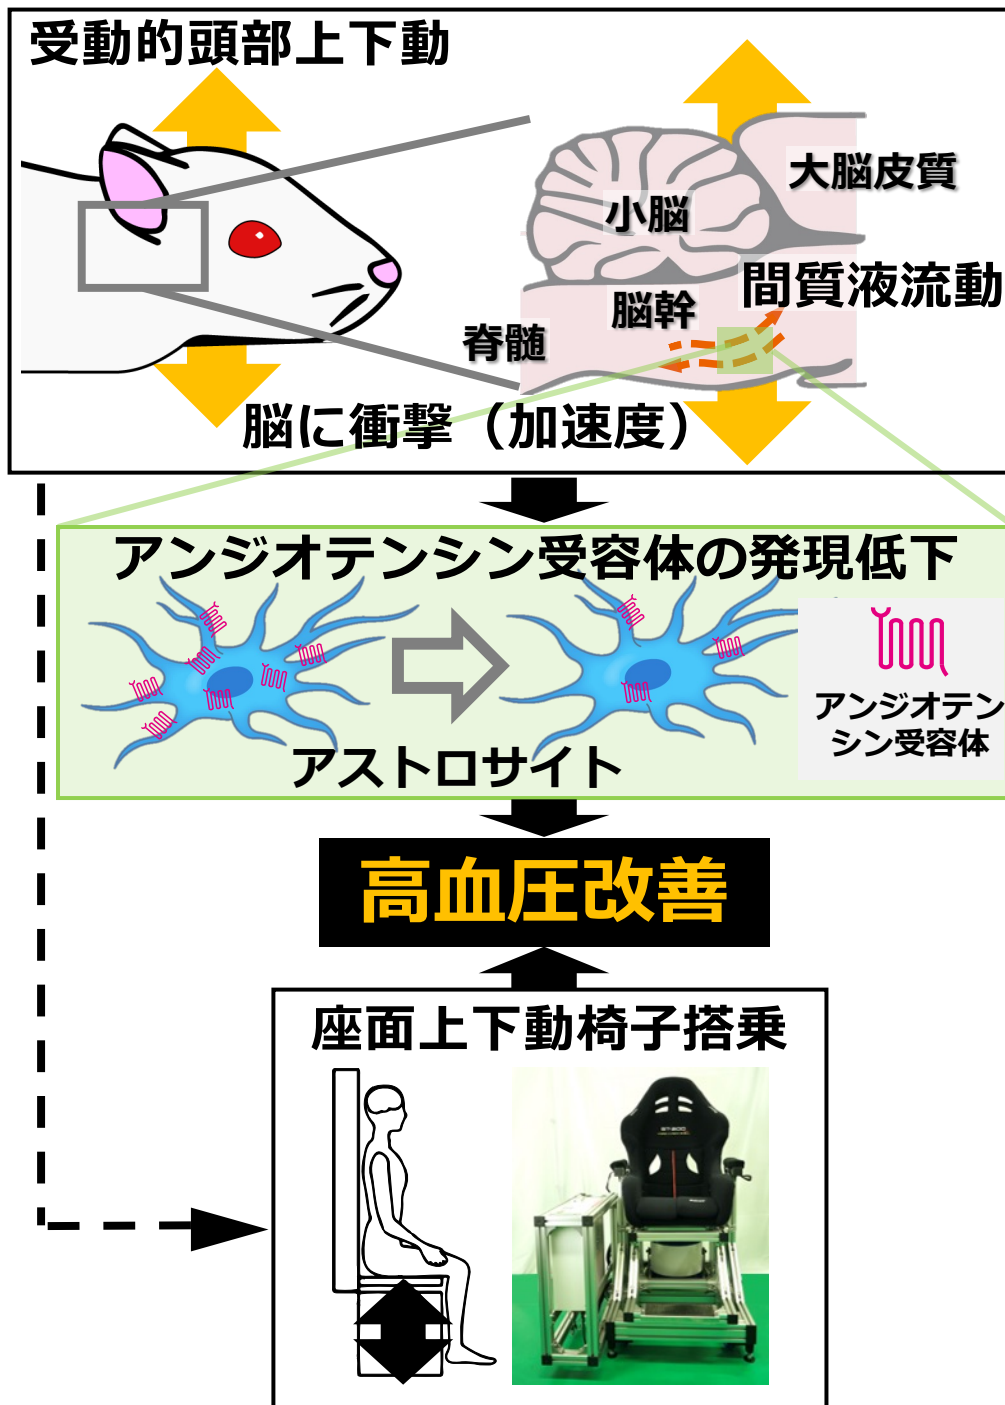 受動的頭部上下動
大脳皮質
小脳
間質液流動
脳幹
脊髄
脳に衝撃（加速度）
アンジオテンシン受容体の発現低下
アンジオテン
シン受容体
アストロサイト
高血圧改善
座面上下動椅子搭乗